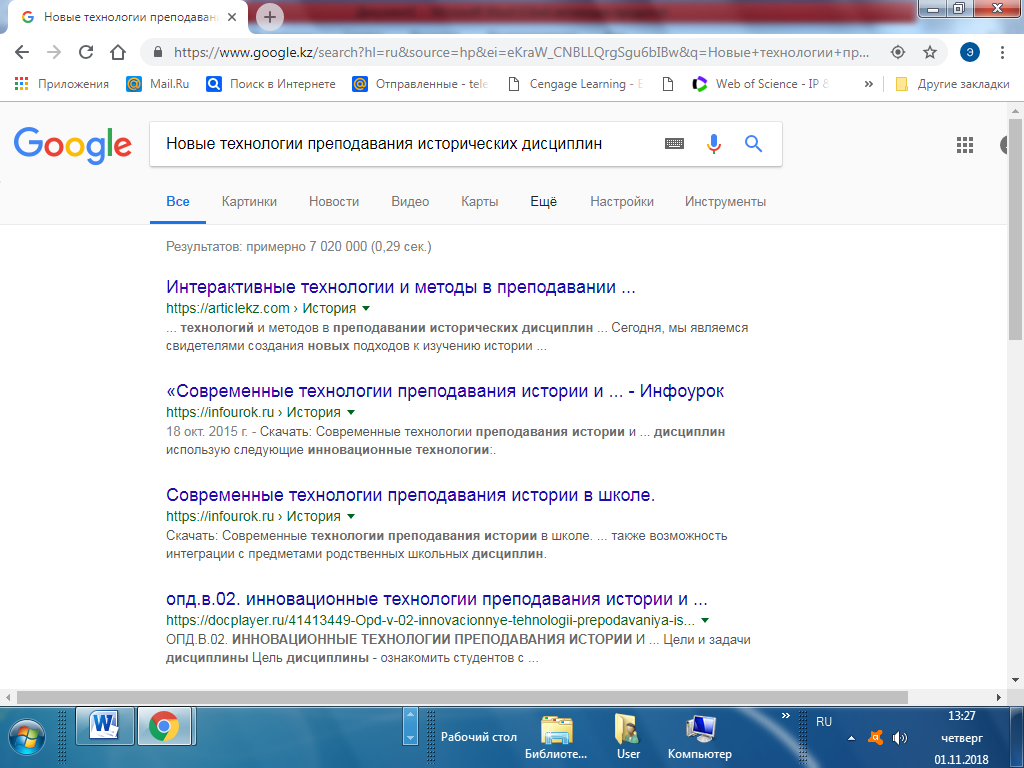 Новые технологии преподаван
https://www.google.kz/search?hl=ru&source=hp&ei=eKraW_CNBLLQrgSgu6bIBw&q=Новые+технологии+пр...
Э
Приложения
Mail.Ru
Поиск в Интернете
Отправленные - tele
Cengage Learning - E
Web of Science - IP &
»
Другие закладки
Google
Новые технологии преподавания исторических дисциплин
Все Картинки Новости Видео Карты Ещё Настройки Инструменты
Результатов: примерно 7 020 000 (0,29 сек.)
Интерактивные технологии и методы в преподавании ...
https://articlekz.com › История
... технологий и методов в преподавании исторических дисциплин ... Сегодня, мы являемся
свидетелями создания новых подходов к изучению истории ...
«Современные технологии преподавания истории и ... - Инфоурок
https://infourok.ru › История
18 окт. 2015 г. - Скачать: Современные технологии преподавания истории и ... дисциплин
использую следующие инновационные технологии:.
Современные технологии преподавания истории в школе.
https://infourok.ru › История
Скачать: Современные технологии преподавания истории в школе. ... также возможность
интеграции с предметами родственных школьных дисциплин.
опд.в.02. инновационные технологии преподавания истории и ...
https://docplayer.ru/41413449-Opd-v-02-innovacionnye-tehnologii-prepodavaniya-is...
ОПД.В.02. ИННОВАЦИОННЫЕ ТЕХНОЛОГИИ ПРЕПОДАВАНИЯ ИСТОРИИ И ... Цели и задачи
дисциплины Цель дисциплины - ознакомить студентов с ...
Рабочий стол
Библиоте...
User
Компьютер
»
RU
13:27
четверг
01.11.2018